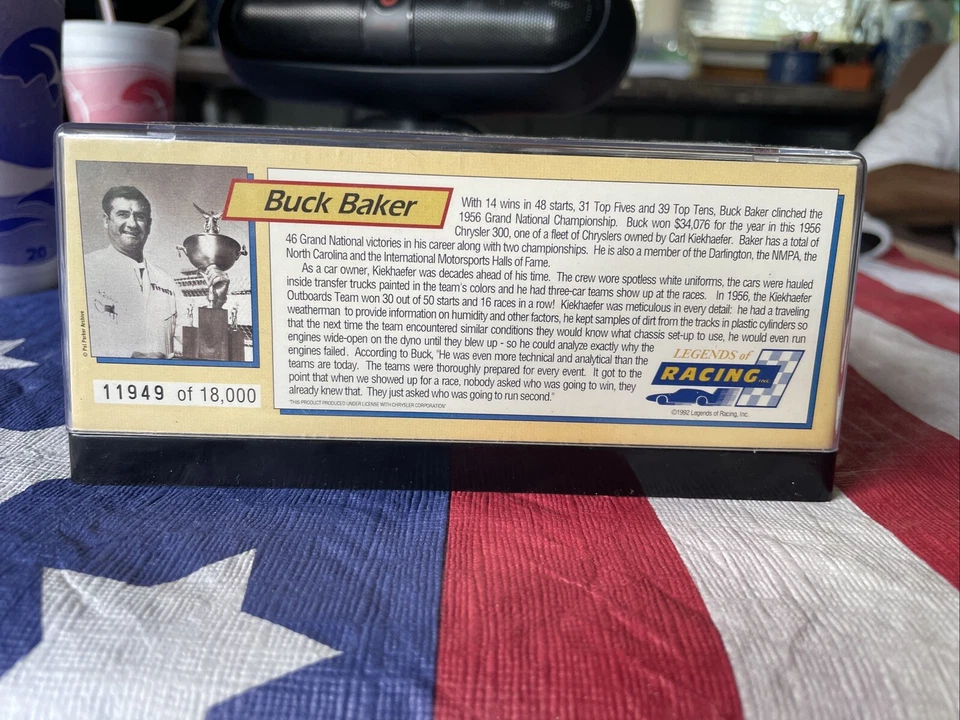 Buck Baker
With 14 wins in 48 starts, 31 Top Fives and 39 Top Tens, Buck Baker clinched the
1956 Grand National Championship. Buck won $34,076 for the year in this 1956
Chrysler 300, one of a fleet of Chryslers owned by Carl Kiekhaefer. Baker has a total of
46 Grand National victories in his career along with two championships. He is also a member of the Darlington, the NMPA, the
North Carolina and the International Motorsports Halls of Fame.
As a car owner, Kiekhaefer was decades ahead of his time. The crew wore spotless white uniforms, the cars were hauled
inside transfer trucks painted in the team's colors and he had three-car teams show up at the races. In 1956, the Kiekhaefer
Outboards Team won 30 out of 50 starts and 16 races in a row! Kiekhaefer was meticulous in every detail: he had a traveling
weatherman to provide information on humidity and other factors, he kept samples of dirt from the tracks in plastic cylinders so
that the next time the team encountered similar conditions they would know what chassis set-up to use, he would even run
engines wide-open on the dyno until they blew up - so he could analyze exactly why the
engines failed. According to Buck, "He was even more technical and analytical than the
teams are today. The teams were thoroughly prepared for every event. It got to the
point that when we showed up for a race, nobody asked who was going to win, they
already knew that. They just asked who was going to run second."
"THIS PRODUCT PRODUCED UNDER LICENSE WITH CHRYSLER CORPORATION"
LEGENDS of
RACING INC.
©1992 Legends of Racing, Inc.
© Pal Parker Archive
11949 of 18,000
20